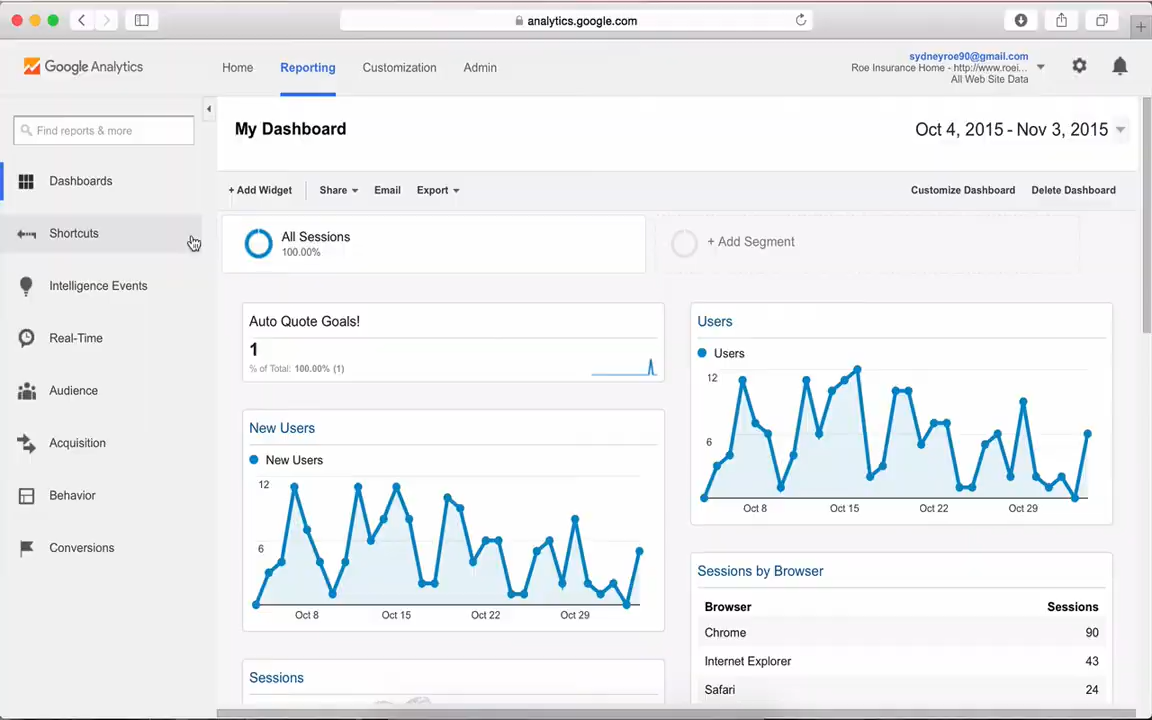 analytics.google.com
Google Analytics
Home
Reporting
Customization
Admin
sydneyroe90@gmail.com
Roe Insurance Home - http://www.roei...
All Web Site Data
Find reports & more
Dashboards
Shortcuts
Intelligence Events
Real-Time
Audience
Acquisition
Behavior
Conversions
My Dashboard
Oct 4, 2015 - Nov 3, 2015
+ Add Widget
Share
Email
Export
Customize Dashboard
Delete Dashboard
All Sessions
100.00%
+ Add Segment
Auto Quote Goals!
1
% of Total: 100.00% (1)
New Users
New Users
12
6
Oct 8
Oct 15
Oct 22
Oct 29
Sessions
Users
Users
12
6
Oct 8
Oct 15
Oct 22
Oct 29
Sessions by Browser
Browser Sessions
Chrome 90
Internet Explorer 43
Safari 24